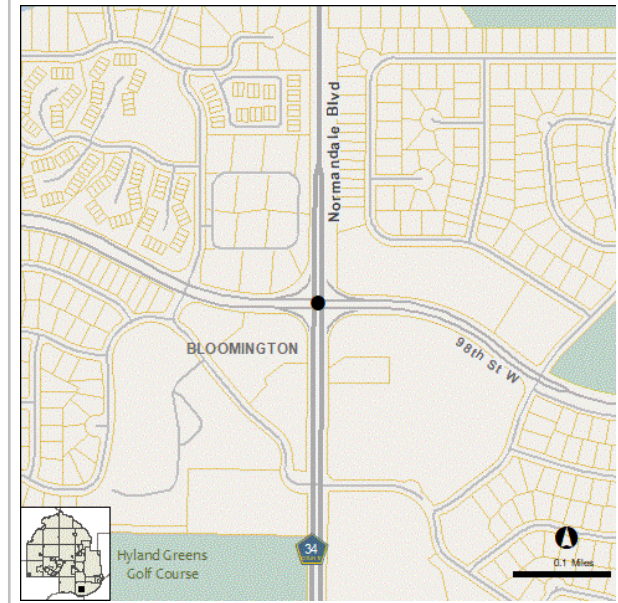 Normandale Blvd
BLOOMINGTON
98th St W
34
Hyland Greens
Golf Course
0.1 Miles